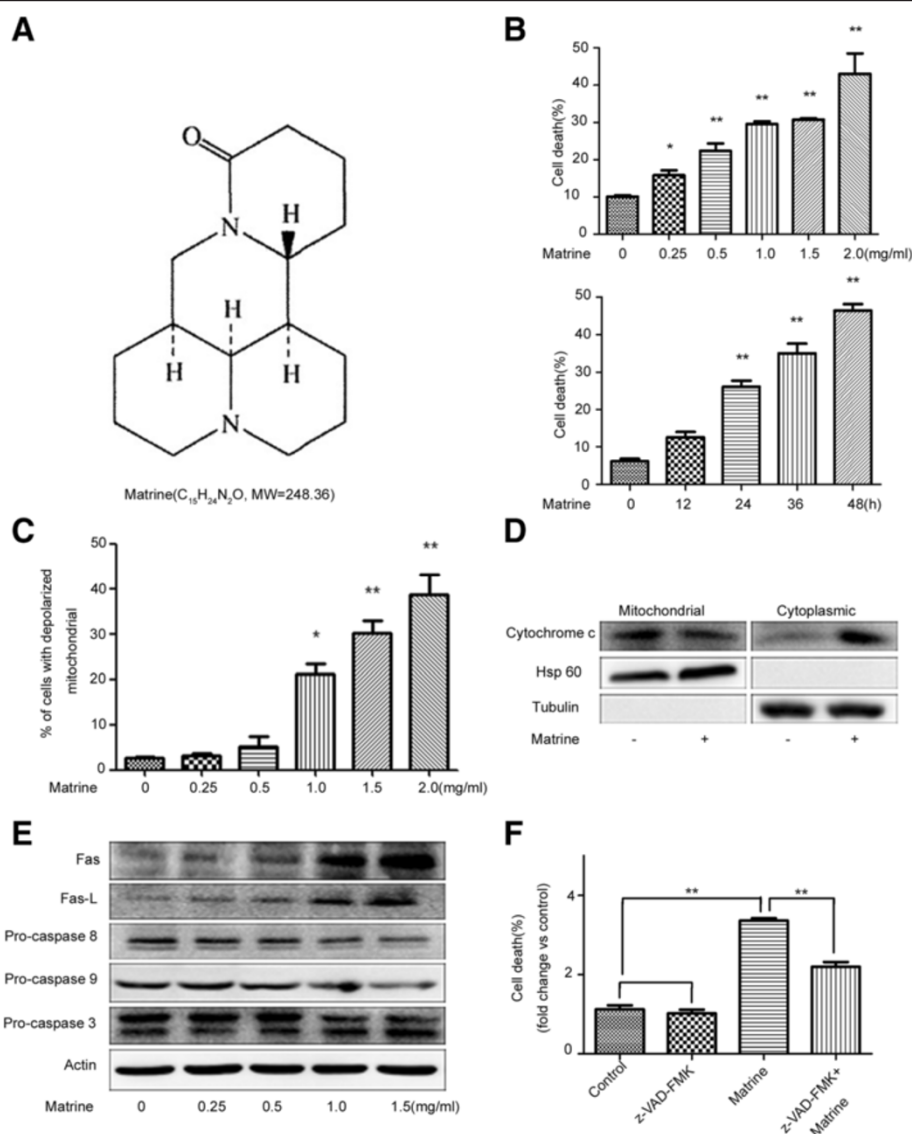 A
O
N
H
H
H
H
N
Matrine(C₁₅H₂₄N₂O, MW=248.36)
B
Cell death(%)
50
40
30
20
10
0
** 
**
**
**
*
Matrine 0 0.25 0.5 1.0 1.5 2.0(mg/ml)
Cell death(%)
50
40
30
20
10
0
**
**
**
Matrine 0 12 24 36 48(h)
C
% of cells with depolarized
mitochondrial
50
40
30
20
10
0
*
**
**
Matrine 0 0.25 0.5 1.0 1.5 2.0(mg/ml)
D
Mitochondrial Cytoplasmic
Cytochrome c
Hsp 60
Tubulin
Matrine - + - +
E
Fas
Fas-L
Pro-caspase 8
Pro-caspase 9
Pro-caspase 3
Actin
Matrine 0 0.25 0.5 1.0 1.5(mg/ml)
F
Cell death(%)
(fold change vs control)
4
2
0
** **
Control
z-VAD-FMK
Matrine
z-VAD-FMK+
Matrine